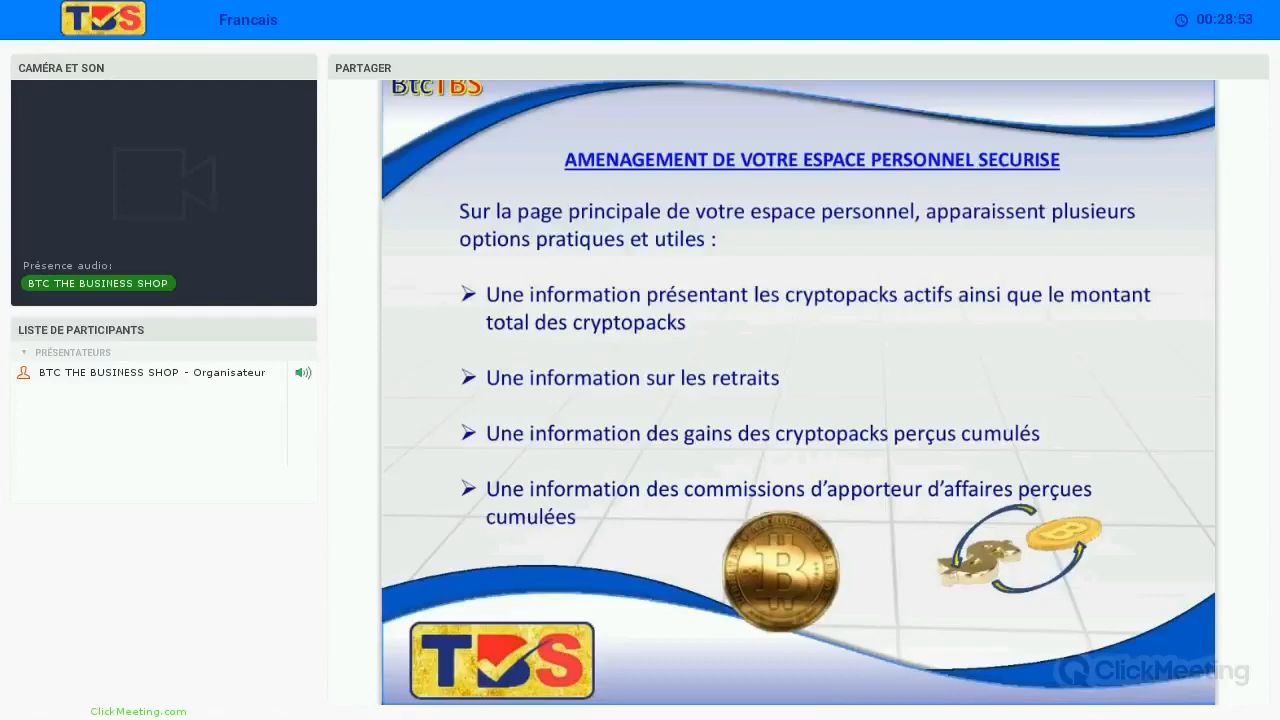 TBS
Francais
00:28:53
CAMÉRA ET SON
Présence audio:
BTC THE BUSINESS SHOP
LISTE DE PARTICIPANTS
PRÉSENTATEURS
BTC THE BUSINESS SHOP - Organisateur
PARTAGER
BtcTBS
AMENAGEMENT DE VOTRE ESPACE PERSONNEL SECURISE
Sur la page principale de votre espace personnel, apparaissent plusieurs
options pratiques et utiles :
Une information présentant les cryptopacks actifs ainsi que le montant
total des cryptopacks
Une information sur les retraits
Une information des gains des cryptopacks perçus cumulés
Une information des commissions d’apporteur d’affaires perçues
cumulées
TBS
ClickMeeting
ClickMeeting.com